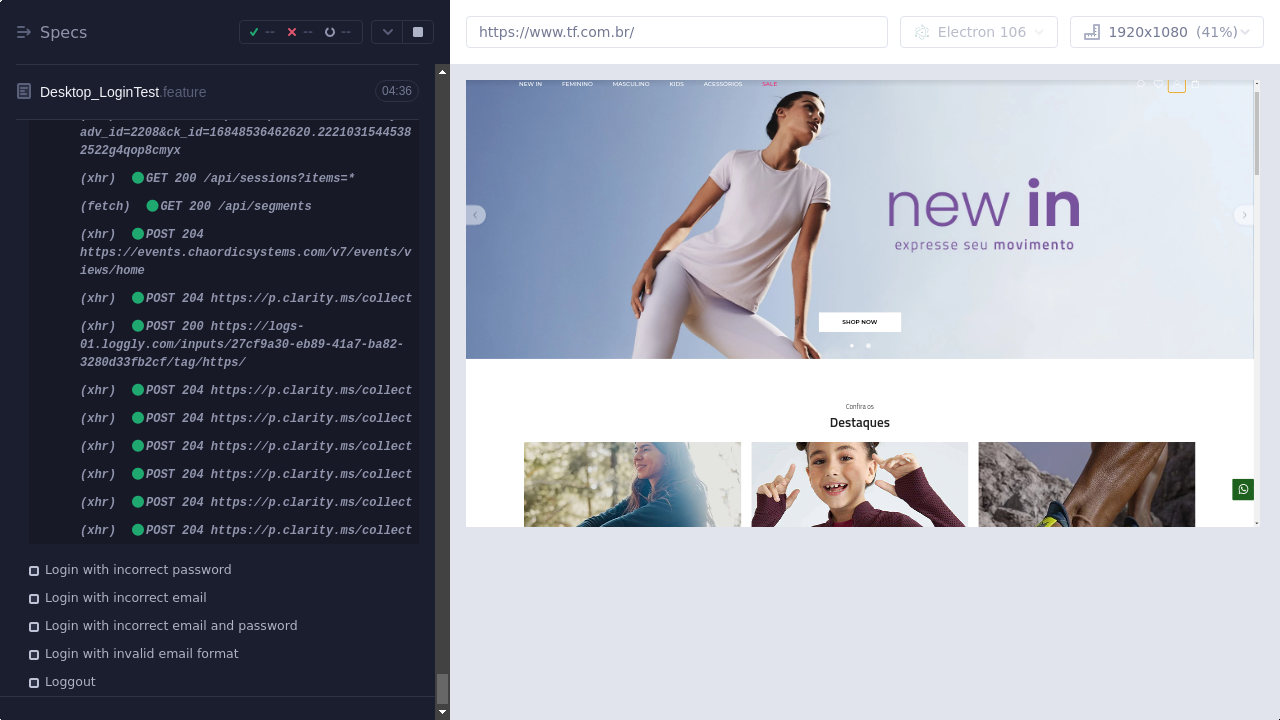 Specs
--
--
--
https://www.tf.com.br/
Electron 106
1920x1080 (41%)
Desktop_LoginTest.feature
04:36
adv_id=2208&ck_id=16848536462620.2221031544538
2522g4qop8cmyx
(xhr) GET 200 /api/sessions?items=*
(fetch) GET 200 /api/segments
(xhr) POST 204
https://events.chaordicsystems.com/v7/events/v
iews/home
(xhr) POST 204 https://p.clarity.ms/collect
(xhr) POST 200 https://logs-
01.loggly.com/inputs/27cf9a30-eb89-41a7-ba82-
3280d33fb2cf/tag/https/
(xhr) POST 204 https://p.clarity.ms/collect
(xhr) POST 204 https://p.clarity.ms/collect
(xhr) POST 204 https://p.clarity.ms/collect
(xhr) POST 204 https://p.clarity.ms/collect
(xhr) POST 204 https://p.clarity.ms/collect
(xhr) POST 204 https://p.clarity.ms/collect
Login with incorrect password
Login with incorrect email
Login with incorrect email and password
Login with invalid email format
Loggout
NEW IN FEMININO MASCULINO KIDS ACESSÓRIOS SALE
new in
expresse seu movimento
SHOP NOW
Confira os
Destaques